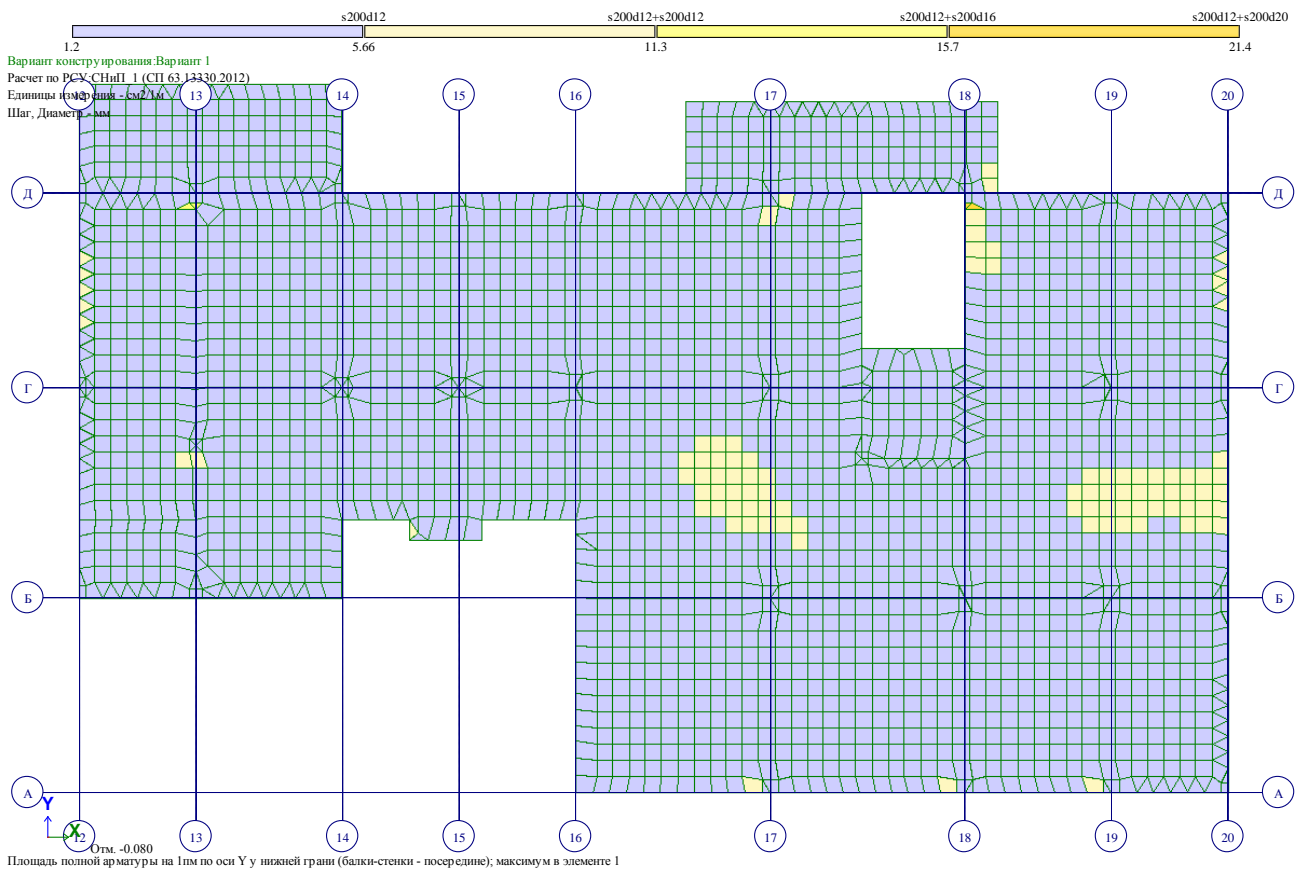 s200d12 s200d12+s200d12 s200d12+s200d16 s200d12+s200d20
1.2 5.66 11.3 15.7 21.4
Вариант конструирования:Вариант 1
Расчет по РСУ:СНиП_1 (СП 63.13330.2012)
Единицы измерения - см2/1м
Шаг, Диаметр - мм
12 13 14 15 16 17 18 19 20
Д Д
Г Г
Б Б
А А
Y
X
12 13 14 15 16 17 18 19 20
Отм. -0.080
Площадь полной арматуры на 1пм по оси Y у нижней грани (балки-стенки - посередине); максимум в элементе 1